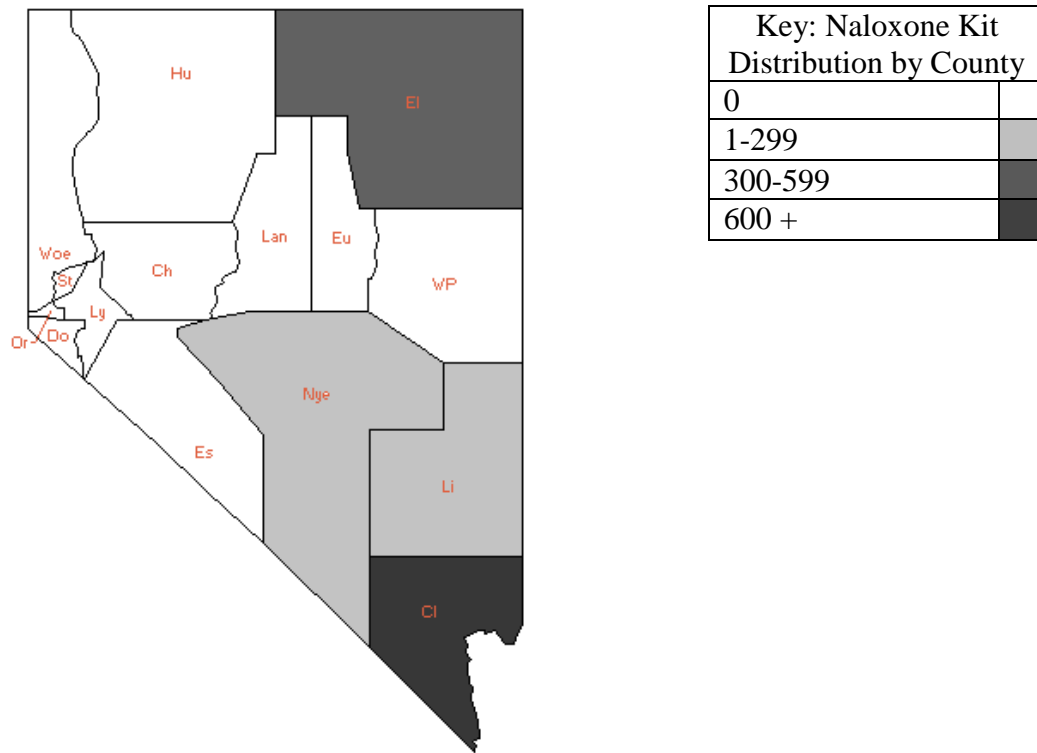 Key: Naloxone Kit
Distribution by County
0
1-299
300-599
600 +
Hu
El
Lan
Eu
Woe
Ch
WP
St
Ly
Or
Do
Nye
Es
Li
Cl